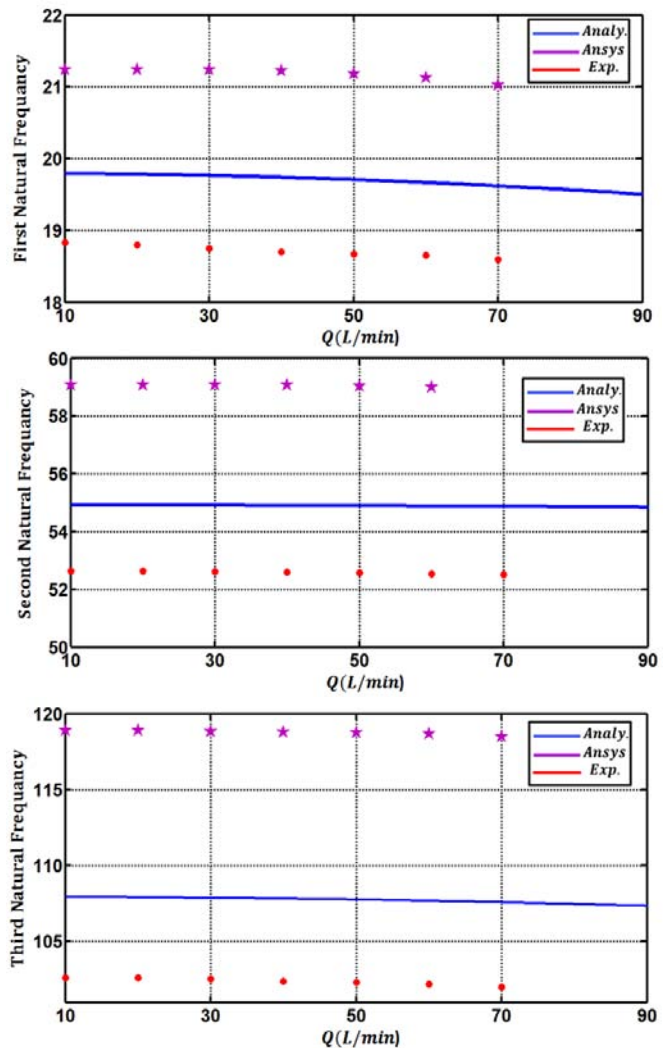 22
21
20
19
18
First Natural Frequancy
Analy.
Ansys
Exp.
10 30 50 70 90
Q(L/min)
60
58
56
54
52
50
Second Natural Frequency
Analy.
Ansys
Exp.
10 30 50 70 90
Q(L/min)
120
115
110
105
Third Natural Frequancy
Analy.
Ansys
Exp.
10 30 50 70 90
Q(L/min)